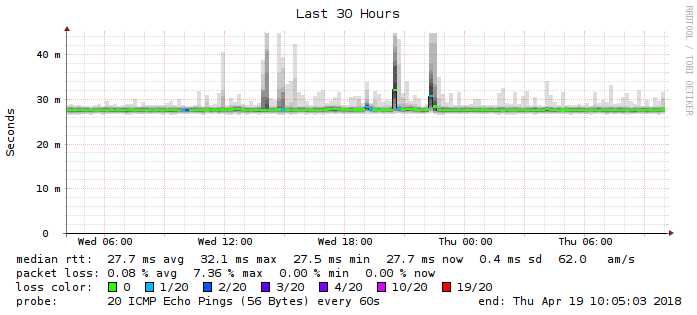 Last 30 Hours
RRDTOOL / TOBI OETIKER
Seconds
40 m
30 m
20 m
10 m
0
Wed 06:00 Wed 12:00 Wed 18:00 Thu 00:00 Thu 06:00
median rtt: 27.7 ms avg 32.1 ms max 27.5 ms min 27.7 ms now 0.4 ms sd 62.0 am/s
packet loss: 0.08 % avg 7.36 % max 0.00 % min 0.00 % now
loss color: 0 1/20 2/20 3/20 4/20 10/20 19/20
probe: 20 ICMP Echo Pings (56 Bytes) every 60s end: Thu Apr 19 10:05:03 2018